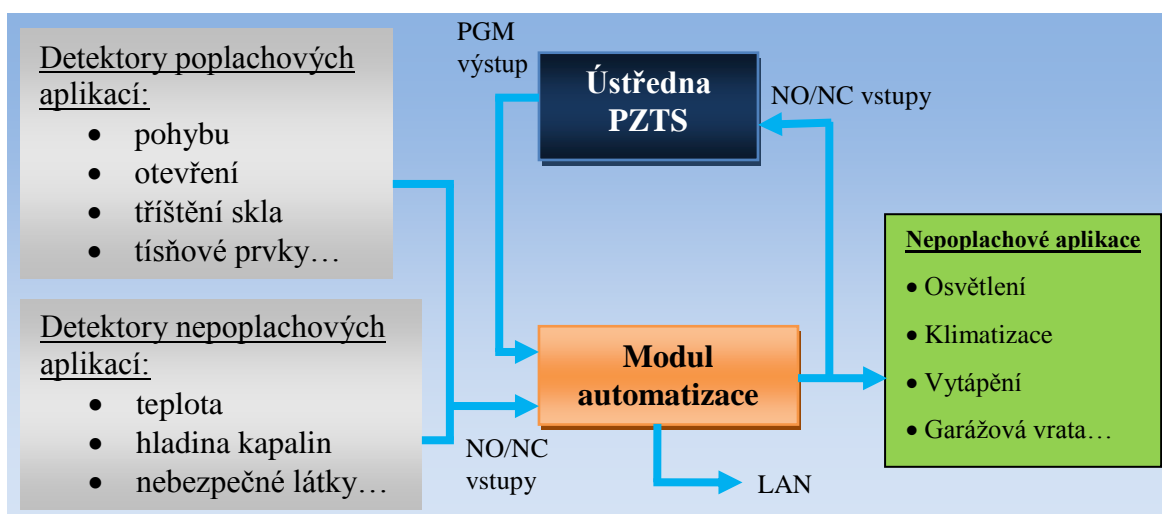 Detektory poplachových
aplikací:
• pohybu
• otevření
• tříštění skla
• tísňové prvky…
Detektory nepoplachových
aplikací:
• teplota
• hladina kapalin
• nebezpečné látky…
PGM
výstup
Ústředna
PZTS
NO/NC vstupy
Modul
automatizace
NO/NC
vstupy
LAN
Nepoplachové aplikace
• Osvětlení
• Klimatizace
• Vytápění
• Garážová vrata…